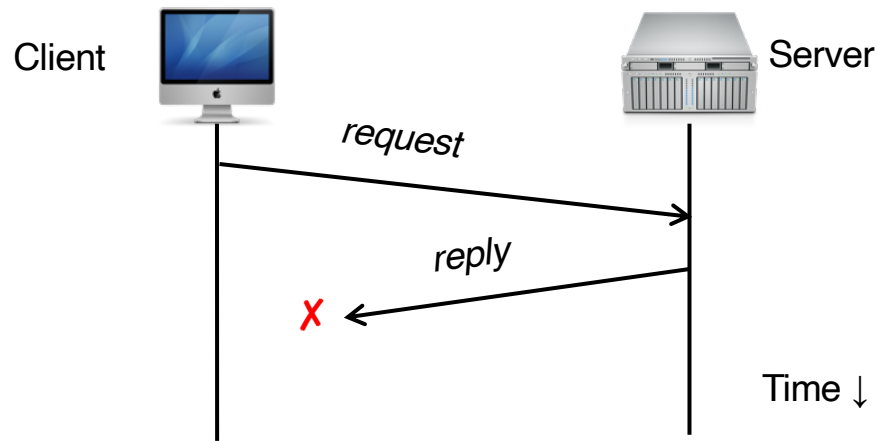 Client
Server
request
reply
✗
Time ↓